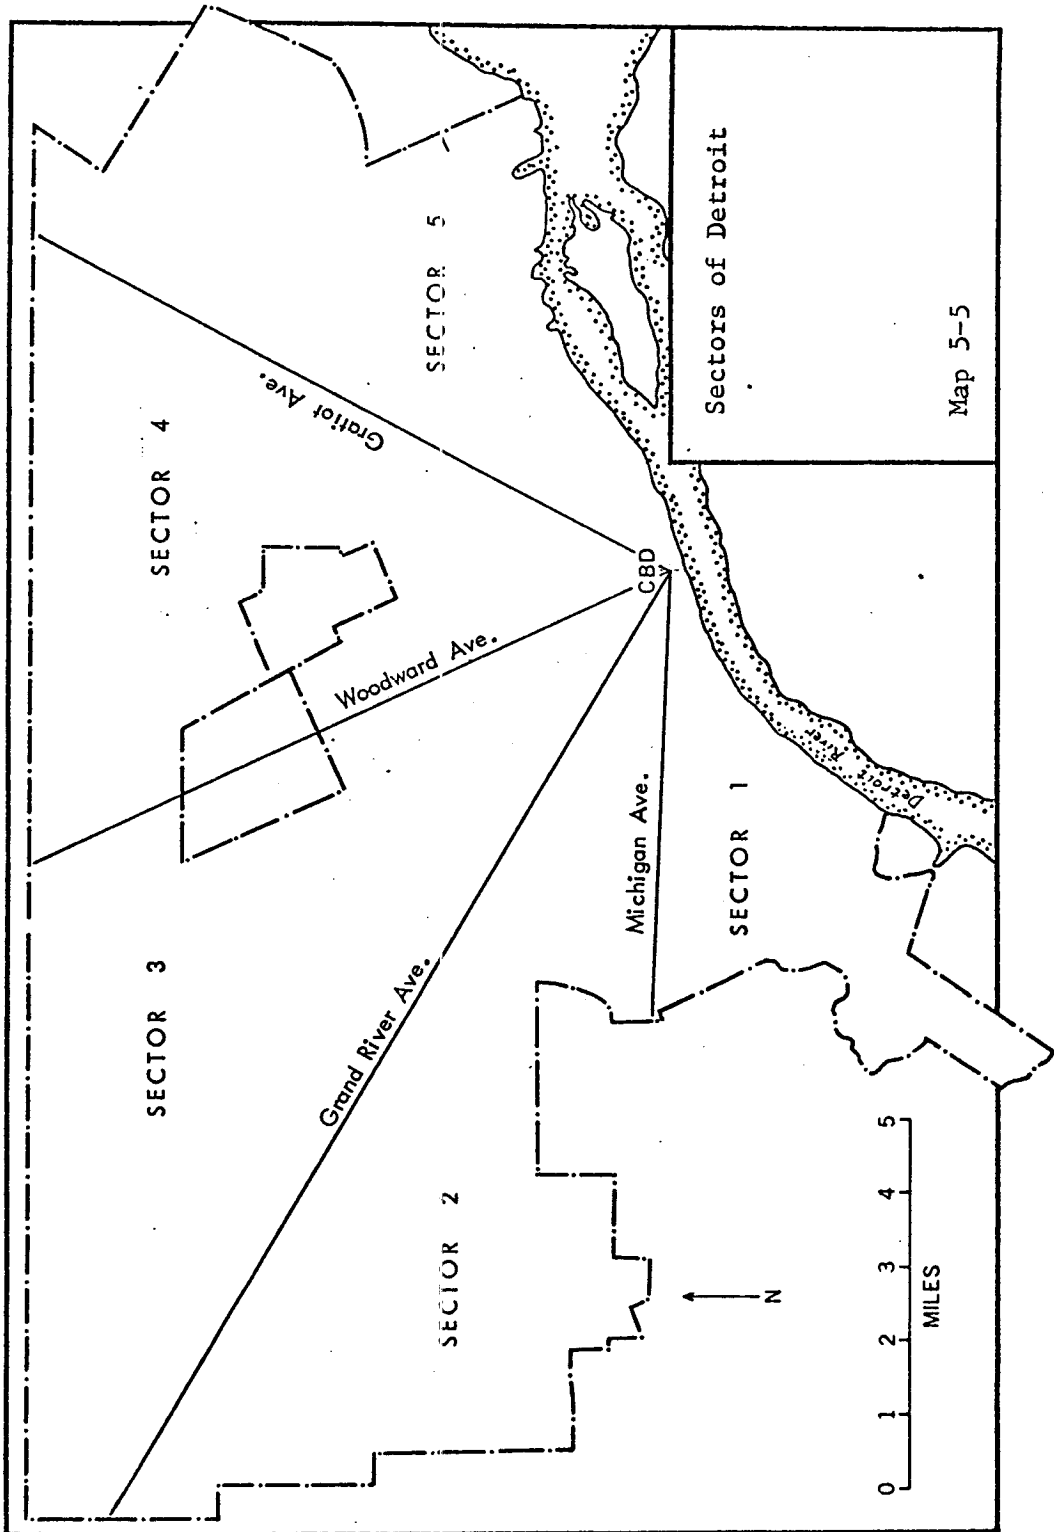 Sectors of Detroit
Map 5-5
SECTOR 3
SECTOR 4
SECTOR 5
SECTOR 2
SECTOR 1
Grand River Ave.
Woodward Ave.
Gratiot Ave.
Michigan Ave.
CBD
Detroit
River
N
0 1 2 3 4 5
MILES